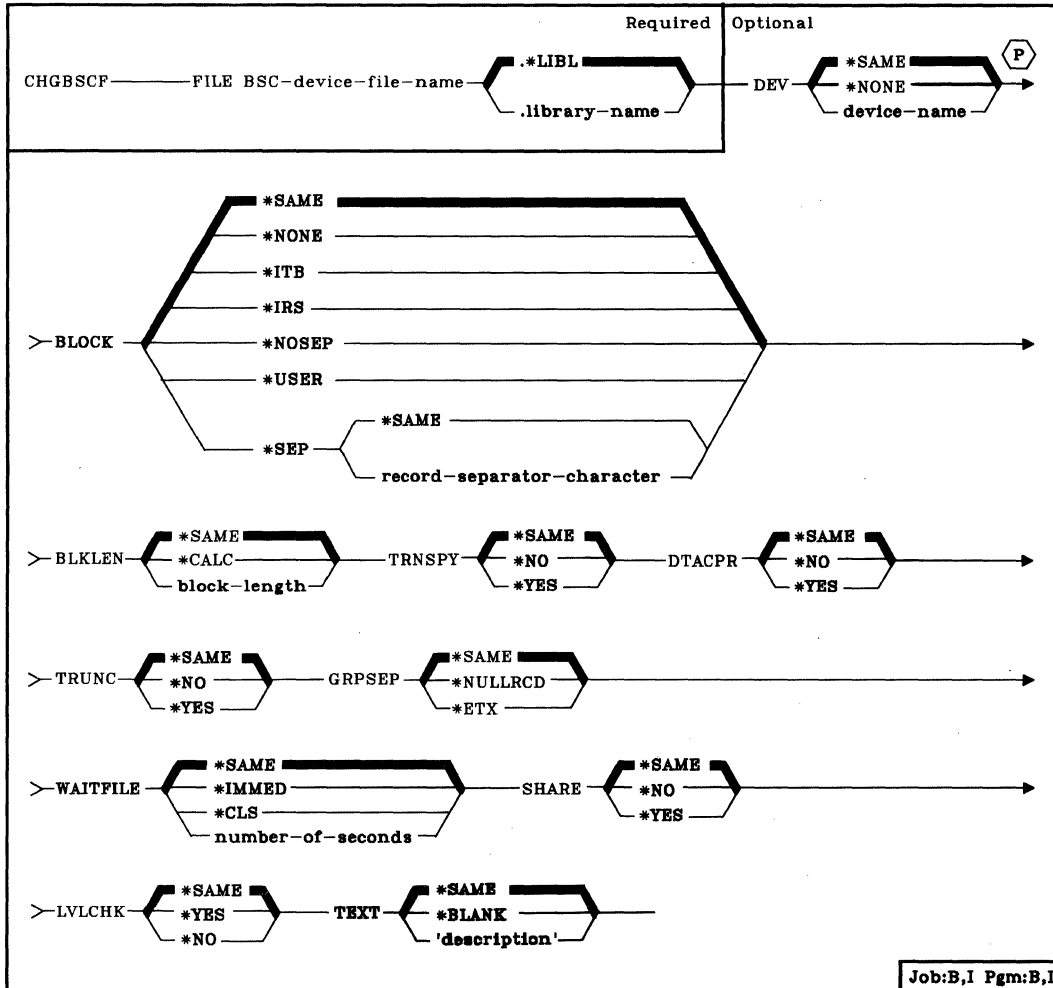 Required Optional
.*LIBL *SAME P
CHGBSCF FILE BSC-device-file-name DEV *NONE
.library-name device-name
*SAME
*NONE
*ITB
*IRS
>BLOCK *NOSEP
*USER
*SAME
*SEP
record-separator-character
*SAME *SAME *SAME
>BLKLEN *CALC TRNSPY *NO DTACPR *NO
block-length *YES *YES
*SAME *SAME
>TRUNC *NO GRPSEP *NULLRCD
*YES *ETX
*SAME *SAME
>WAITFILE *IMMED SHARE *NO
*CLS *YES
number-of-seconds
*SAME *SAME
>LVLCHK *YES TEXT *BLANK
*NO 'description'
Job:B,I Pgm:B,I